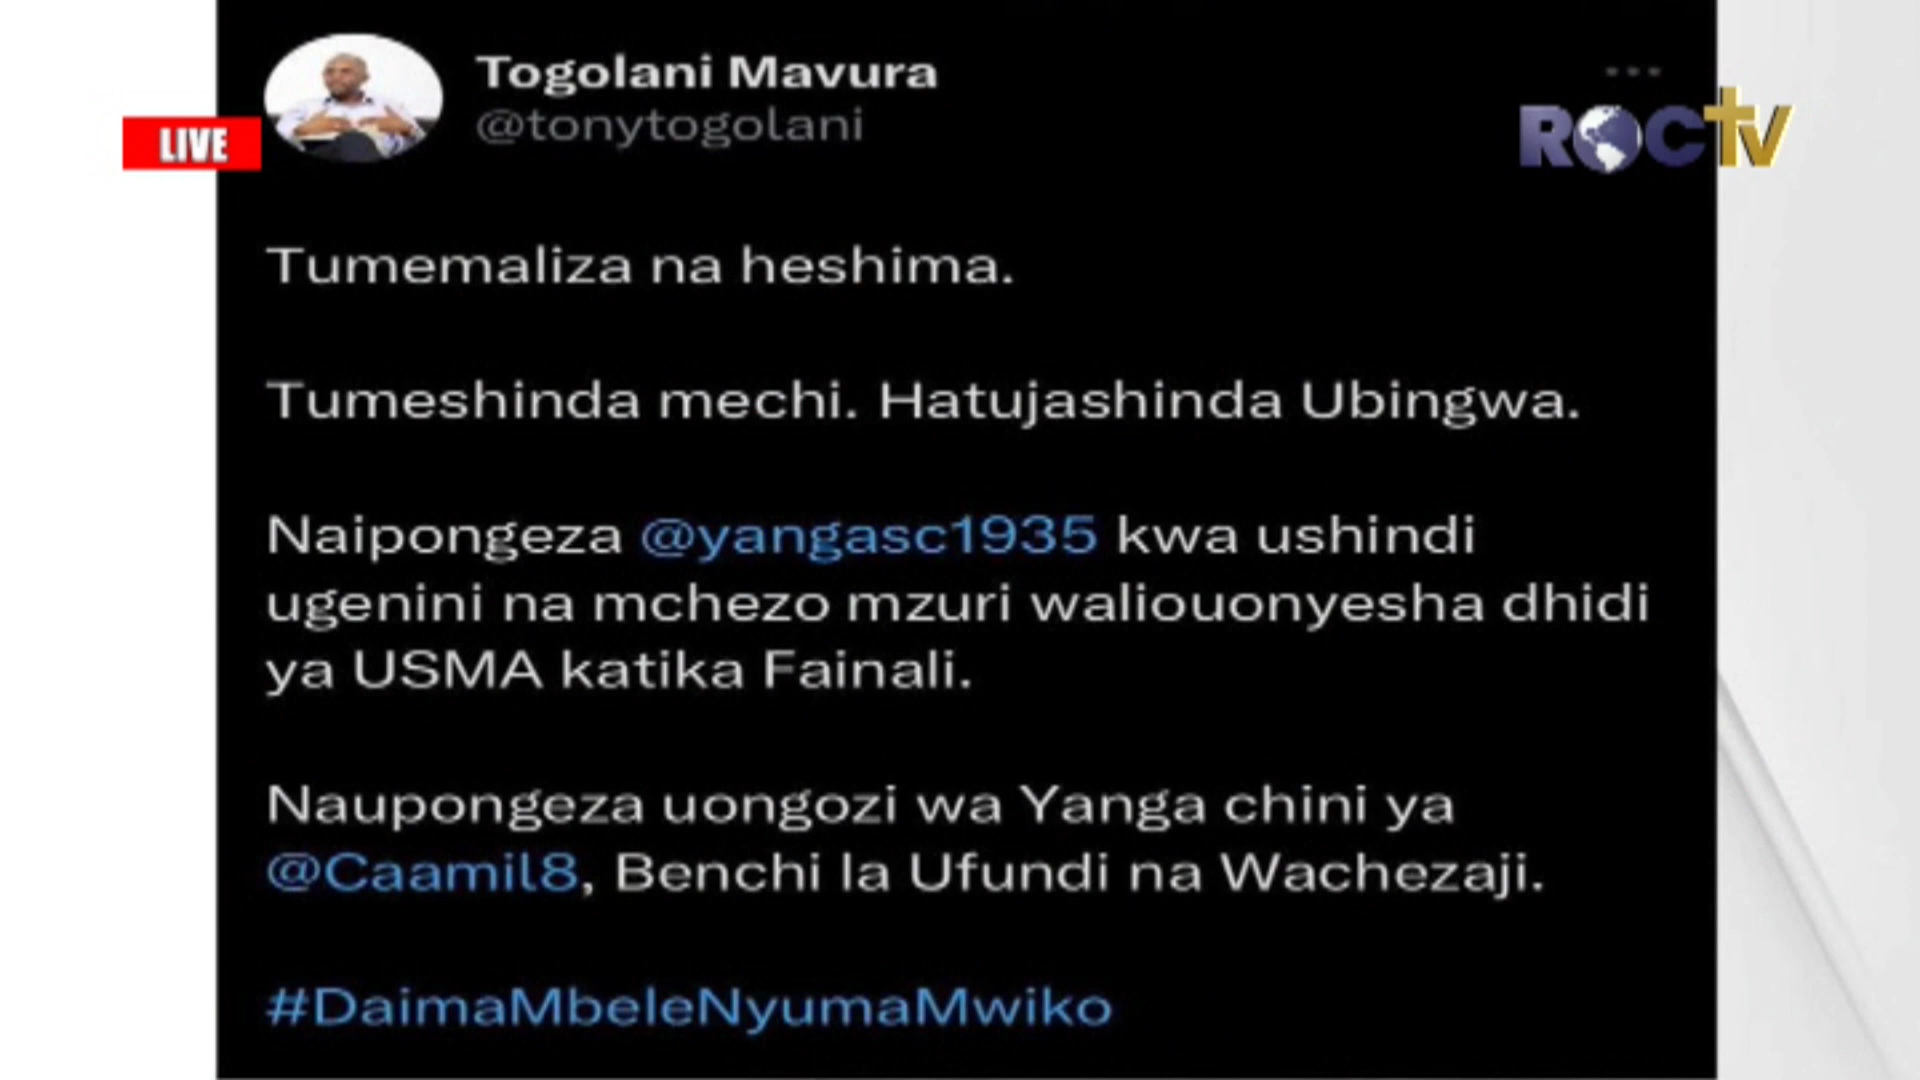 Togolani Mavura
@tonytogolani
LIVE
ROCTV
Tumemaliza na heshima.
Tumeshinda mechi. Hatujashinda Ubingwa.
Naipongeza @yangasc1935 kwa ushindi
ugenini na mchezo mzuri waliouonyesha dhidi
ya USMA katika Fainali.
Naupongeza uongozi wa Yanga chini ya
@Caamil8, Benchi la Ufundi na Wachezaji.
#DaimaMbeleNyumaMwiko